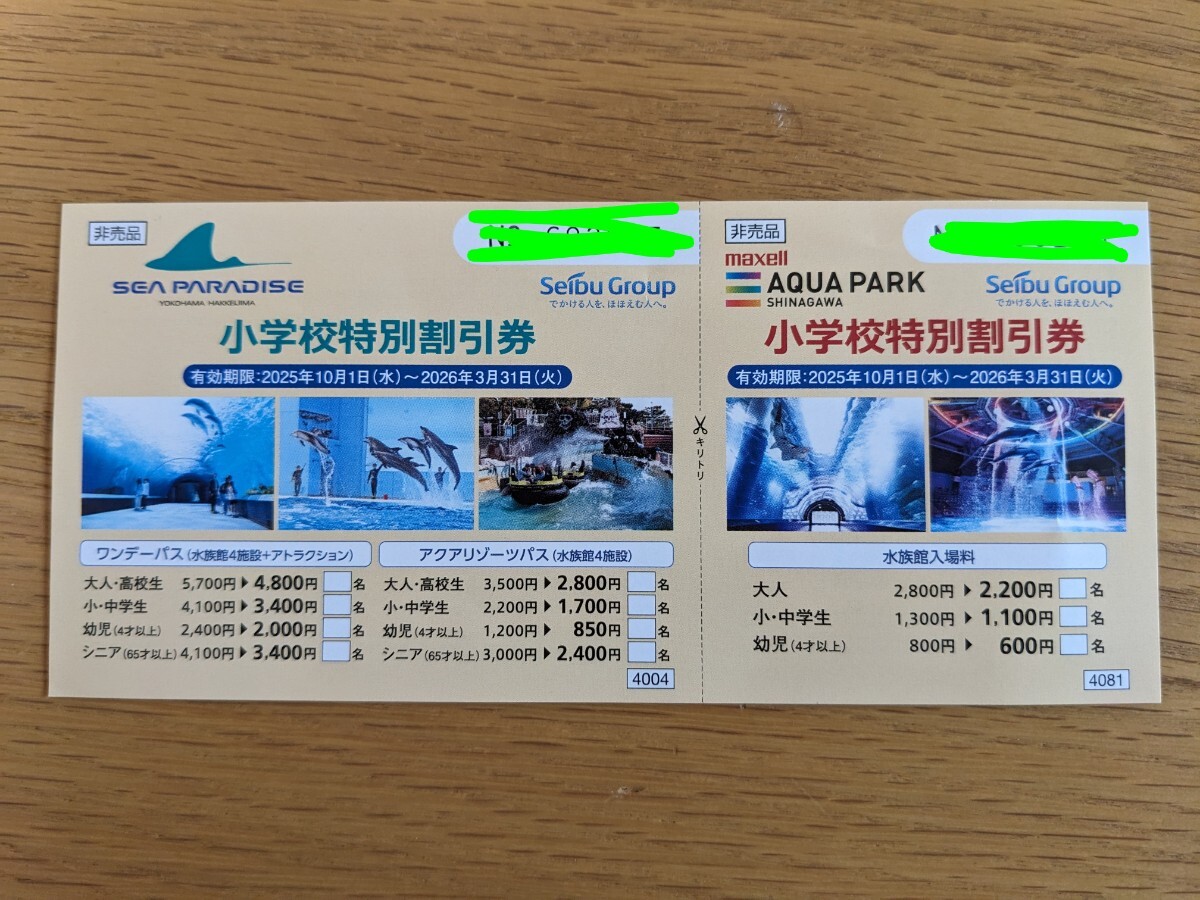 非売品
SEA PARADISE
YOKOHAMA HAKKEIJIMA
Seibu Group
でかける人を、ほほえむ人へ。
小学校特別割引券
有効期限:2025年10月1日(水)~2026年3月31日(火)
ワンデーパス(水族館4施設+アトラクション)
大人・高校生 5,700円▶4,800円 名
小・中学生 4,100円▶3,400円 名
幼児(4才以上) 2,400円▶2,000円 名
シニア(65才以上) 4,100円▶3,400円 名
アクアリゾーツパス(水族館4施設)
大人・高校生 3,500円▶2,800円 名
小・中学生 2,200円▶1,700円 名
幼児(4才以上) 1,200円▶850円 名
シニア(65才以上) 3,000円▶2,400円 名
4004
キリトリ
非売品
maxell
AQUA PARK
SHINAGAWA
Seibu Group
でかける人を、ほほえむ人へ。
小学校特別割引券
有効期限:2025年10月1日(水)~2026年3月31日(火)
水族館入場料
大人 2,800円▶2,200円 名
小・中学生 1,300円▶1,100円 名
幼児(4才以上) 800円▶600円 名
4081